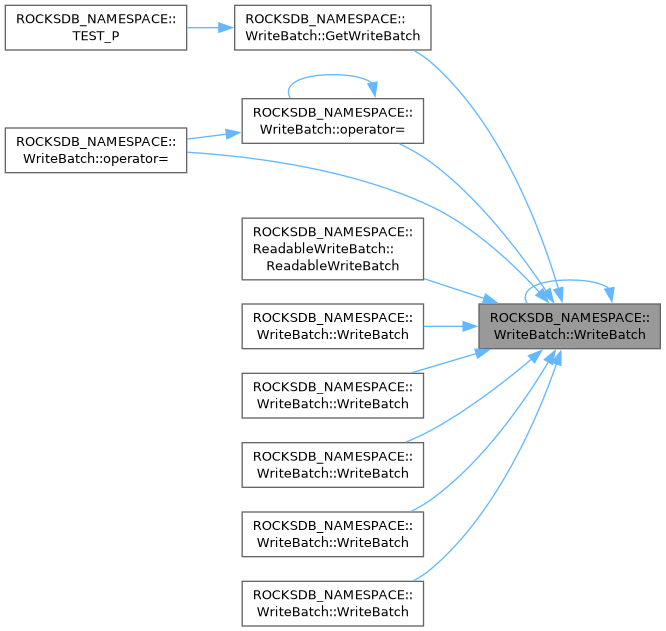 ROCKSDB_NAMESPACE::
TEST_P
ROCKSDB_NAMESPACE::
WriteBatch::GetWriteBatch
ROCKSDB_NAMESPACE::
WriteBatch::operator=
ROCKSDB_NAMESPACE::
WriteBatch::operator=
ROCKSDB_NAMESPACE::
ReadableWriteBatch::
ReadableWriteBatch
ROCKSDB_NAMESPACE::
WriteBatch::WriteBatch
ROCKSDB_NAMESPACE::
WriteBatch::WriteBatch
ROCKSDB_NAMESPACE::
WriteBatch::WriteBatch
ROCKSDB_NAMESPACE::
WriteBatch::WriteBatch
ROCKSDB_NAMESPACE::
WriteBatch::WriteBatch
ROCKSDB_NAMESPACE::
WriteBatch::WriteBatch